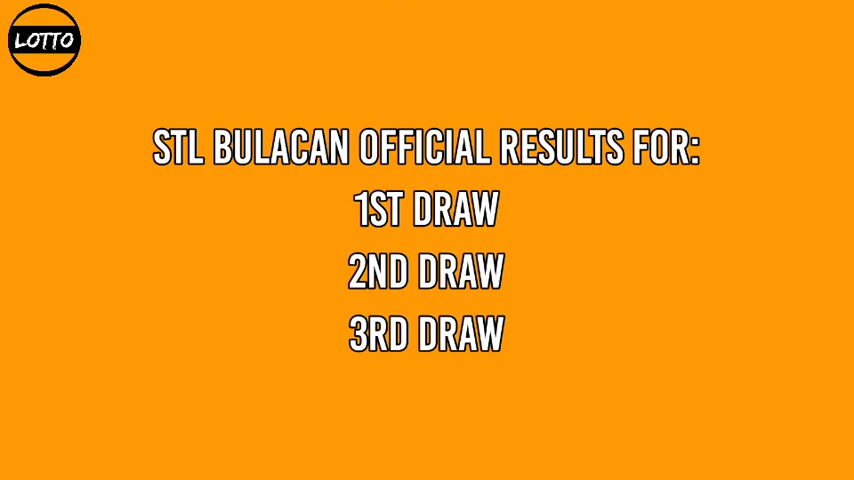 LOTTO
STL BULACAN OFFICIAL RESULTS FOR:
1ST DRAW
2ND DRAW
3RD DRAW